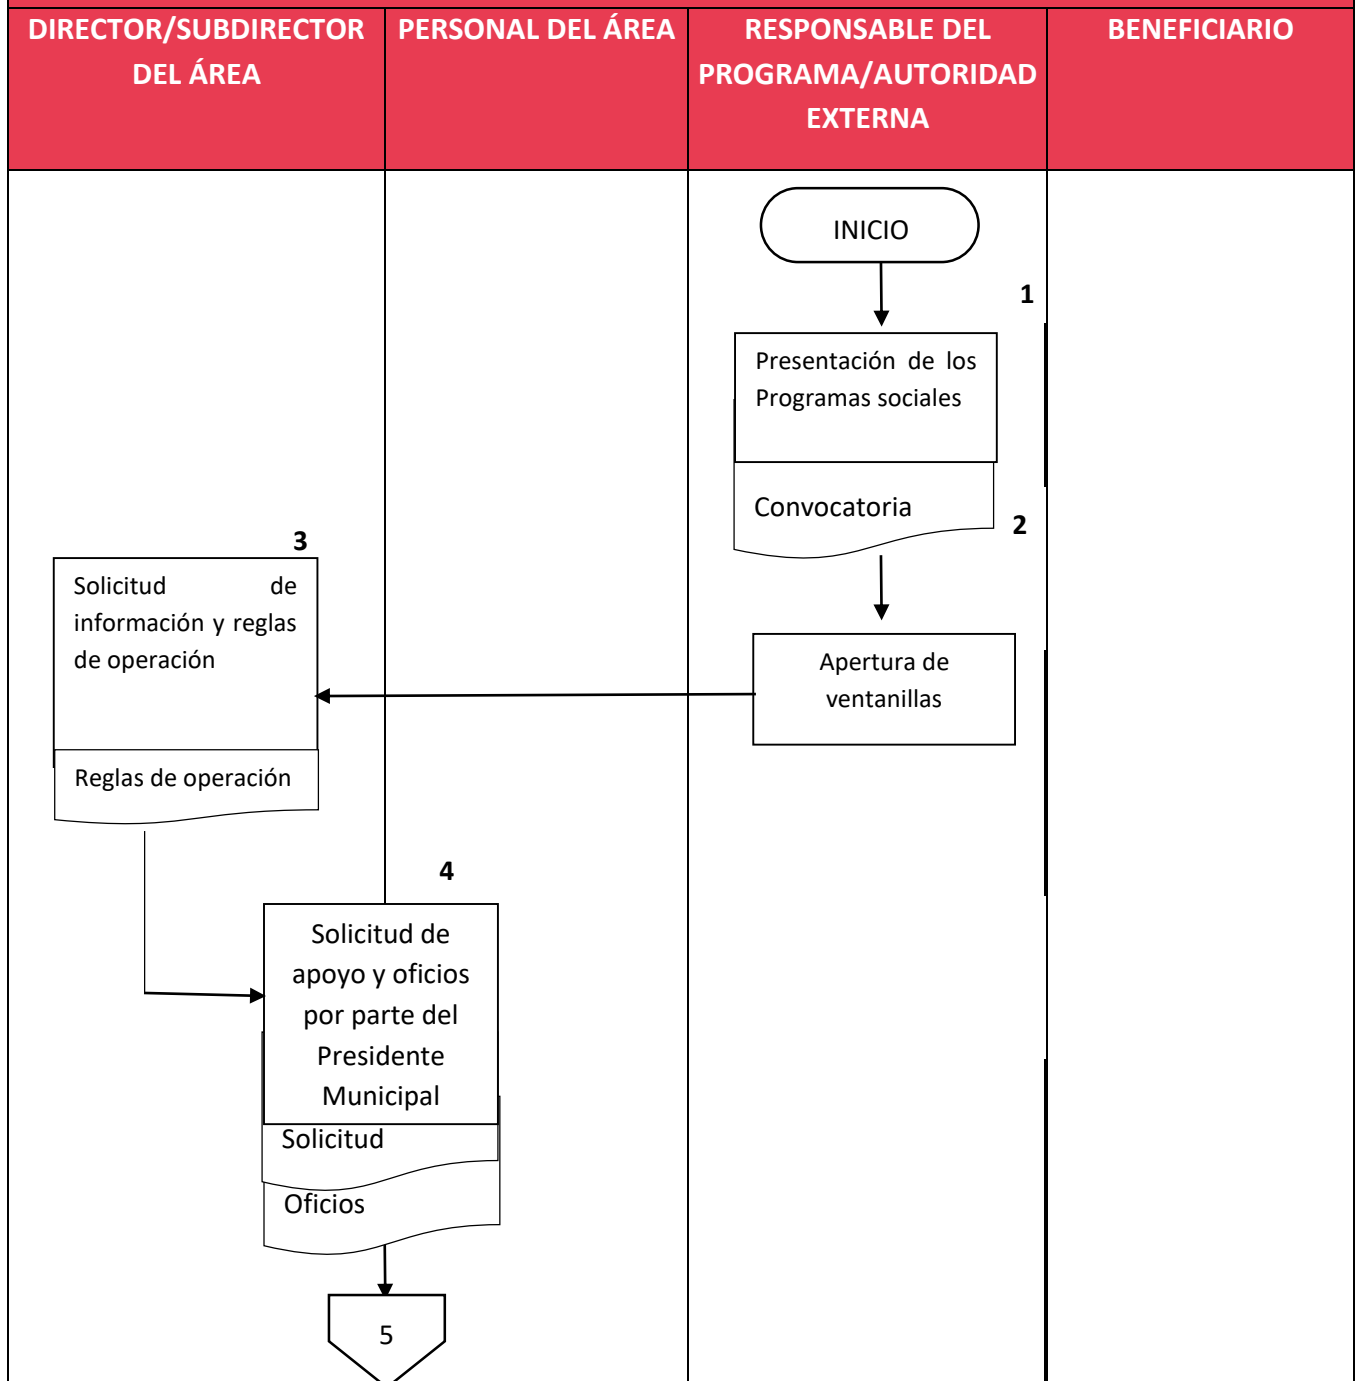 DIRECTOR/SUBDIRECTOR
DEL ÁREA
PERSONAL DEL ÁREA
RESPONSABLE DEL
PROGRAMA/AUTORIDAD
EXTERNA
BENEFICIARIO
INICIO
1
Presentación de los
Programas sociales
Convocatoria
2
3
Solicitud de
información y reglas
de operación
Apertura de
ventanillas
Reglas de operación
4
Solicitud de
apoyo y oficios
por parte del
Presidente
Municipal
Solicitud
Oficios
5